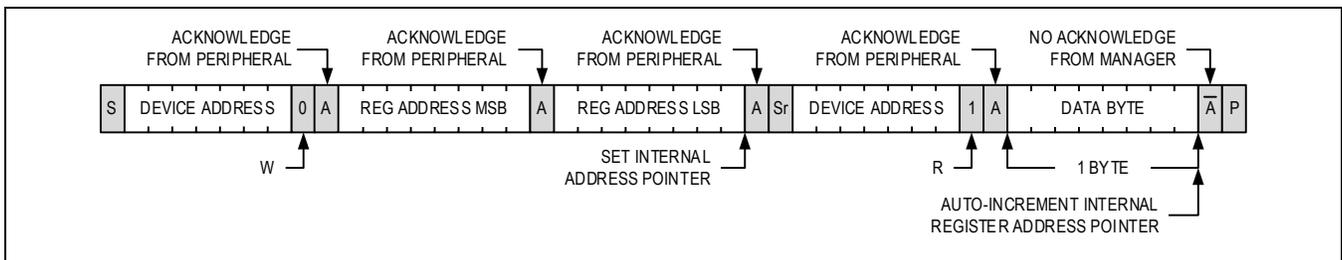 ACKNOWLEDGE
FROM PERIPHERAL
ACKNOWLEDGE
FROM PERIPHERAL
ACKNOWLEDGE
FROM PERIPHERAL
ACKNOWLEDGE
FROM PERIPHERAL
NO ACKNOWLEDGE
FROM MANAGER
S DEVICE ADDRESS 0 A REG ADDRESS MSB A REG ADDRESS LSB A Sr DEVICE ADDRESS 1 A DATA BYTE A̅ P
W
SET INTERNAL
ADDRESS POINTER
R
1 BYTE
AUTO-INCREMENT INTERNAL
REGISTER ADDRESS POINTER